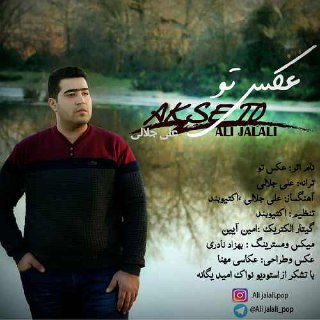 عکس تو
AKSE TO
علی جلالی ALI JALALI
نام اثر: عکس تو
ترانه: علی جلالی
آهنگساز: علی جلالی ،اکتیوبند
تنظیم: اکتیوبند
گیتار الکتریک :امین آیین
میکس ومسترینگ : بهزاد نادری
عکس وطراحی: عکاسی مهنا
با تشکر از استودیو نواک امید یگانه
Ali jalali.pop
@Ali jalali_pop